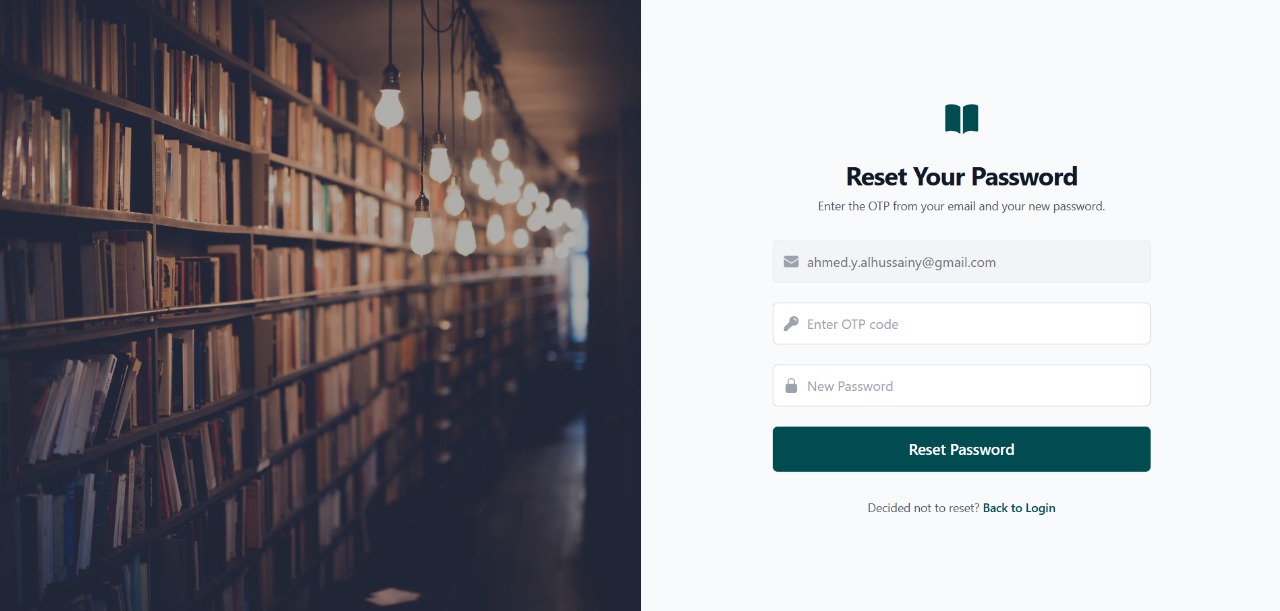 Reset Your Password
Enter the OTP from your email and your new password.
ahmed.y.alhussainy@gmail.com
Enter OTP code
New Password
Reset Password
Decided not to reset? Back to Login